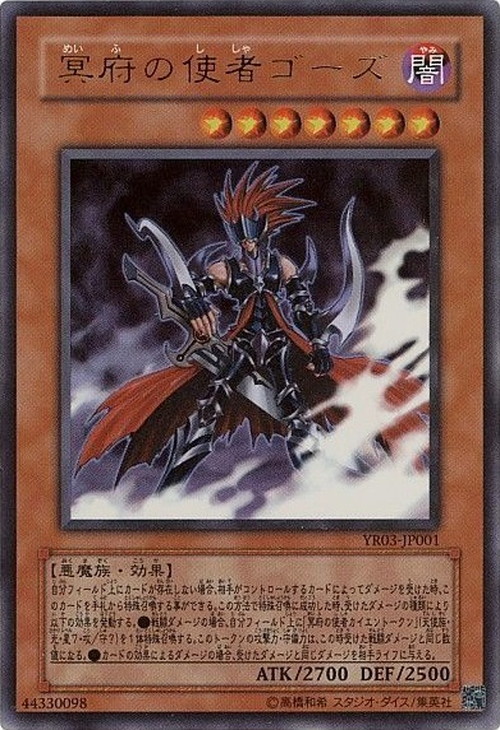 冥府の使者ゴーズ
闇
YR03-JP001
【悪魔族・効果】
自分フィールド上にカードが存在しない場合、相手がコントロールするカードによってダメージを受けた時、こ
のカードを手札から特殊召喚する事ができる。この方法で特殊召喚に成功した時、受けたダメージの種類により
以下の効果を発動する。●戦闘ダメージの場合、自分フィールド上に「冥府の使者カイエントークン」(天使族・
光・星7・攻/守?)を1体特殊召喚する。このトークンの攻撃力・守備力は、この時受けた戦闘ダメージと同じ数
値になる。●カードの効果によるダメージの場合、受けたダメージと同じダメージを相手ライフに与える。
ATK/2700 DEF/2500
44330098
©高橋和希 スタジオ・ダイス/集英社